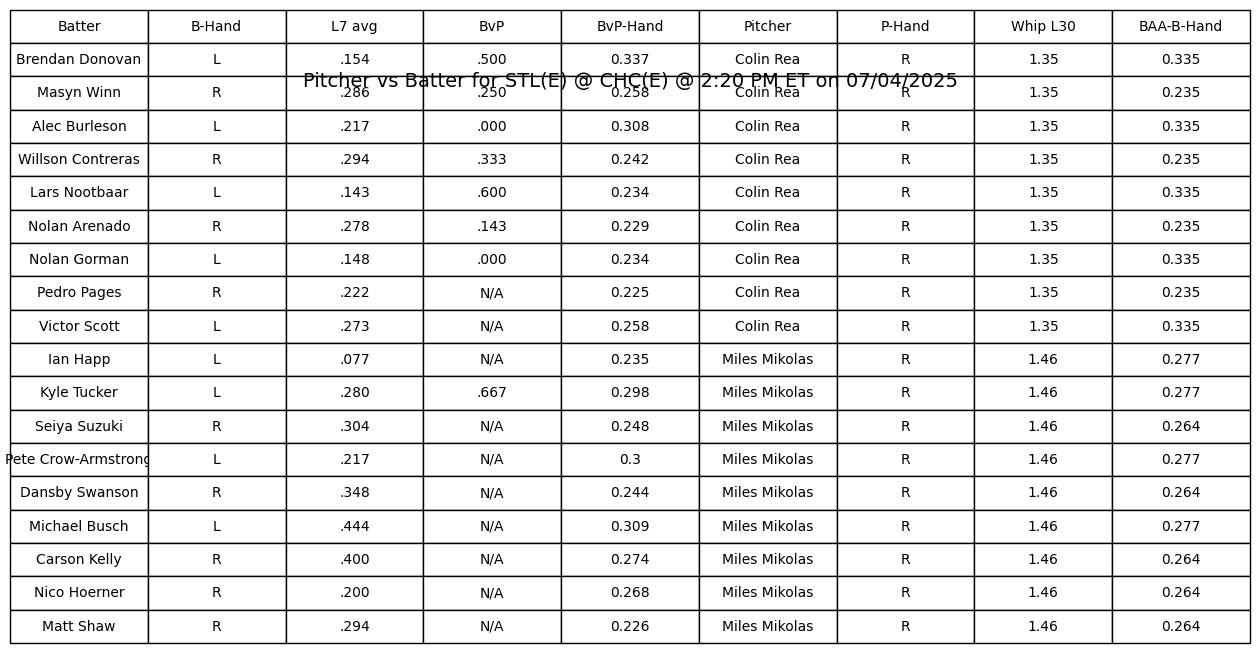 Batter B-Hand L7 avg BvP BvP-Hand Pitcher P-Hand Whip L30 BAA-B-Hand
Brendan Donovan L .154 .500 0.337 Colin Rea R 1.35 0.335
Pitcher vs Batter for STL(E) @ CHC(E) @ 2:20 PM ET on 07/04/2025
Masyn Winn R .286 .250 0.258 Colin Rea R 1.35 0.235
Alec Burleson L .217 .000 0.308 Colin Rea R 1.35 0.335
Willson Contreras R .294 .333 0.242 Colin Rea R 1.35 0.235
Lars Nootbaar L .143 .600 0.234 Colin Rea R 1.35 0.335
Nolan Arenado R .278 .143 0.229 Colin Rea R 1.35 0.235
Nolan Gorman L .148 .000 0.234 Colin Rea R 1.35 0.335
Pedro Pages R .222 N/A 0.225 Colin Rea R 1.35 0.235
Victor Scott L .273 N/A 0.258 Colin Rea R 1.35 0.335
Ian Happ L .077 N/A 0.235 Miles Mikolas R 1.46 0.277
Kyle Tucker L .280 .667 0.298 Miles Mikolas R 1.46 0.277
Seiya Suzuki R .304 N/A 0.248 Miles Mikolas R 1.46 0.264
Pete Crow-Armstrong L .217 N/A 0.3 Miles Mikolas R 1.46 0.277
Dansby Swanson R .348 N/A 0.244 Miles Mikolas R 1.46 0.264
Michael Busch L .444 N/A 0.309 Miles Mikolas R 1.46 0.277
Carson Kelly R .400 N/A 0.274 Miles Mikolas R 1.46 0.264
Nico Hoerner R .200 N/A 0.268 Miles Mikolas R 1.46 0.264
Matt Shaw R .294 N/A 0.226 Miles Mikolas R 1.46 0.264